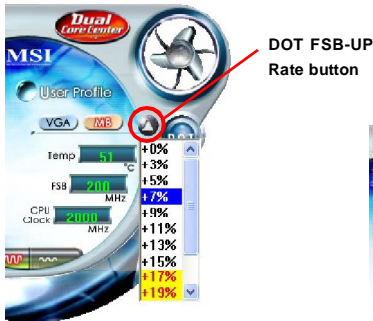 Dual
Core Center
MSI
User Profile
VGA
MB
DOT
Temp 51 °C
FSB 200 MHz
CPU Clock 2000 MHz
+0%
+3%
+5%
+7%
+9%
+11%
+13%
+15%
+17%
+19%
DOT FSB-UP
Rate button